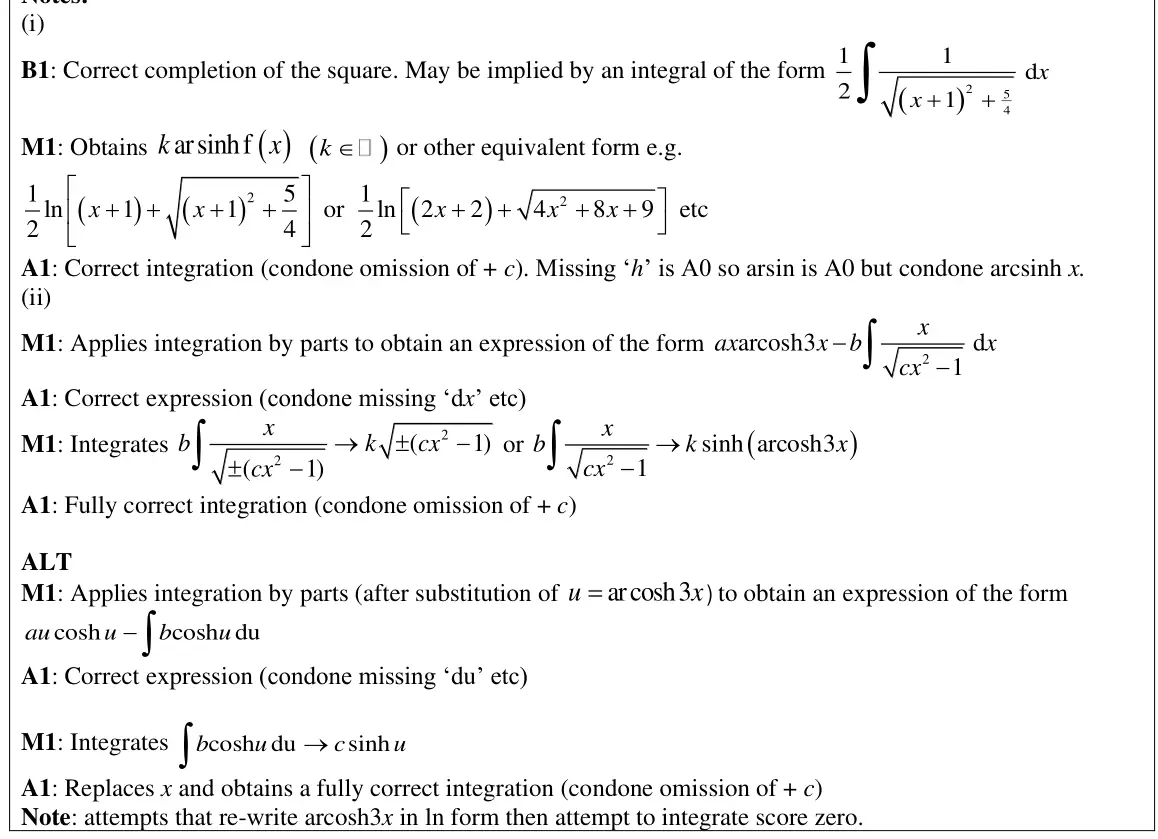 Notes:
(i)
B1: Correct completion of the square. May be implied by an integral of the form 1/2 ∫ 1/√((x+1)² + 5/4) dx
M1: Obtains k arsinh f(x) (k ∈ □) or other equivalent form e.g.
1/2 ln[(x+1) + √((x+1)² + 5/4)] or 1/2 ln[(2x+2) + √(4x² + 8x + 9)] etc
A1: Correct integration (condone omission of + c). Missing ‘h’ is A0 so arsin is A0 but condone arcsinh x.
(ii)
M1: Applies integration by parts to obtain an expression of the form axarcosh3x − b∫ x/√(cx² − 1) dx
A1: Correct expression (condone missing ‘dx’ etc)
M1: Integrates b∫ x/√(±(cx² − 1)) → k√(±(cx² − 1)) or b∫ x/√(cx² − 1) → k sinh(arcosh3x)
A1: Fully correct integration (condone omission of + c)
ALT
M1: Applies integration by parts (after substitution of u = arcosh3x) to obtain an expression of the form
au cosh u − ∫ bcoshu du
A1: Correct expression (condone missing ‘du’ etc)
M1: Integrates ∫ bcoshu du → c sinh u
A1: Replaces x and obtains a fully correct integration (condone omission of + c)
Note: attempts that re-write arcosh3x in ln form then attempt to integrate score zero.